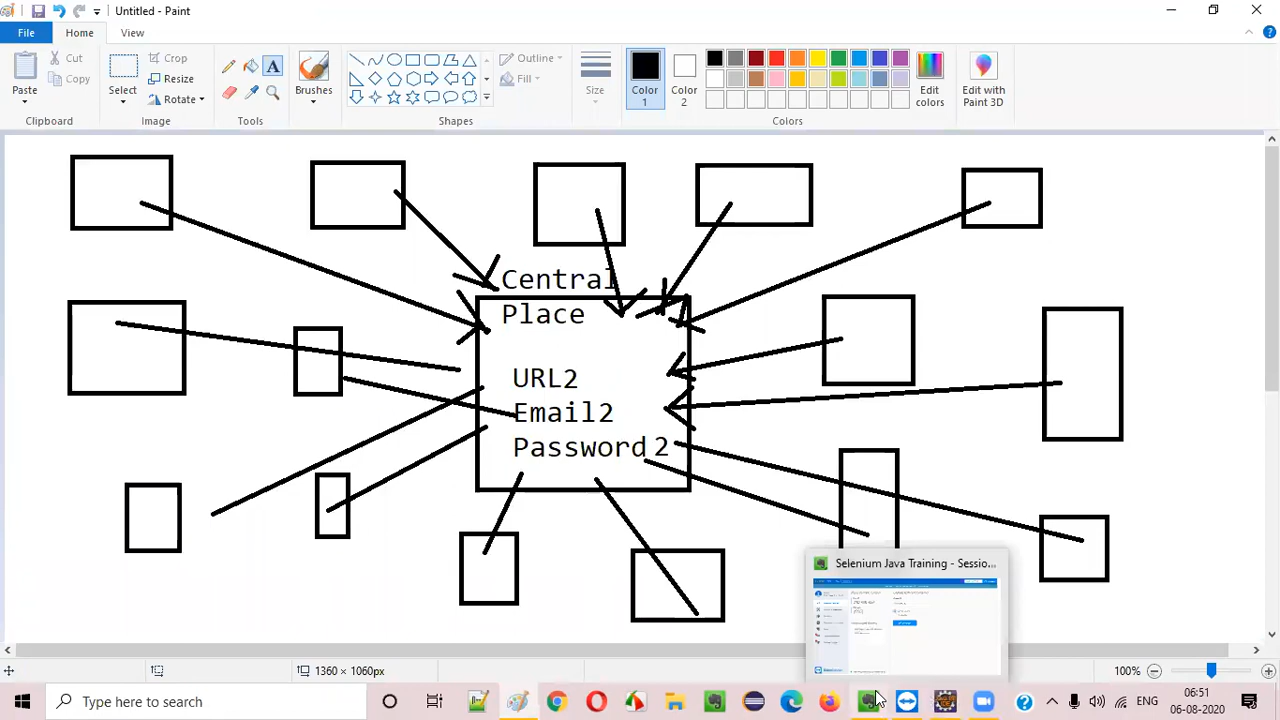 Untitled - Paint
File
Home
View
Paste
Cut
Copy
Clipboard
Select
Crop
Resize
Rotate
Image
A
Tools
Brushes
Shapes
Outline
Fill
Size
Color
1
Color
2
Edit
colors
Colors
Edit with
Paint 3D
Central
Place
URL2
Email2
Password 2
Selenium Java Training - Sessio...
1360 × 1060px
100%
Type here to search
ENG
06:51
06-08-2020